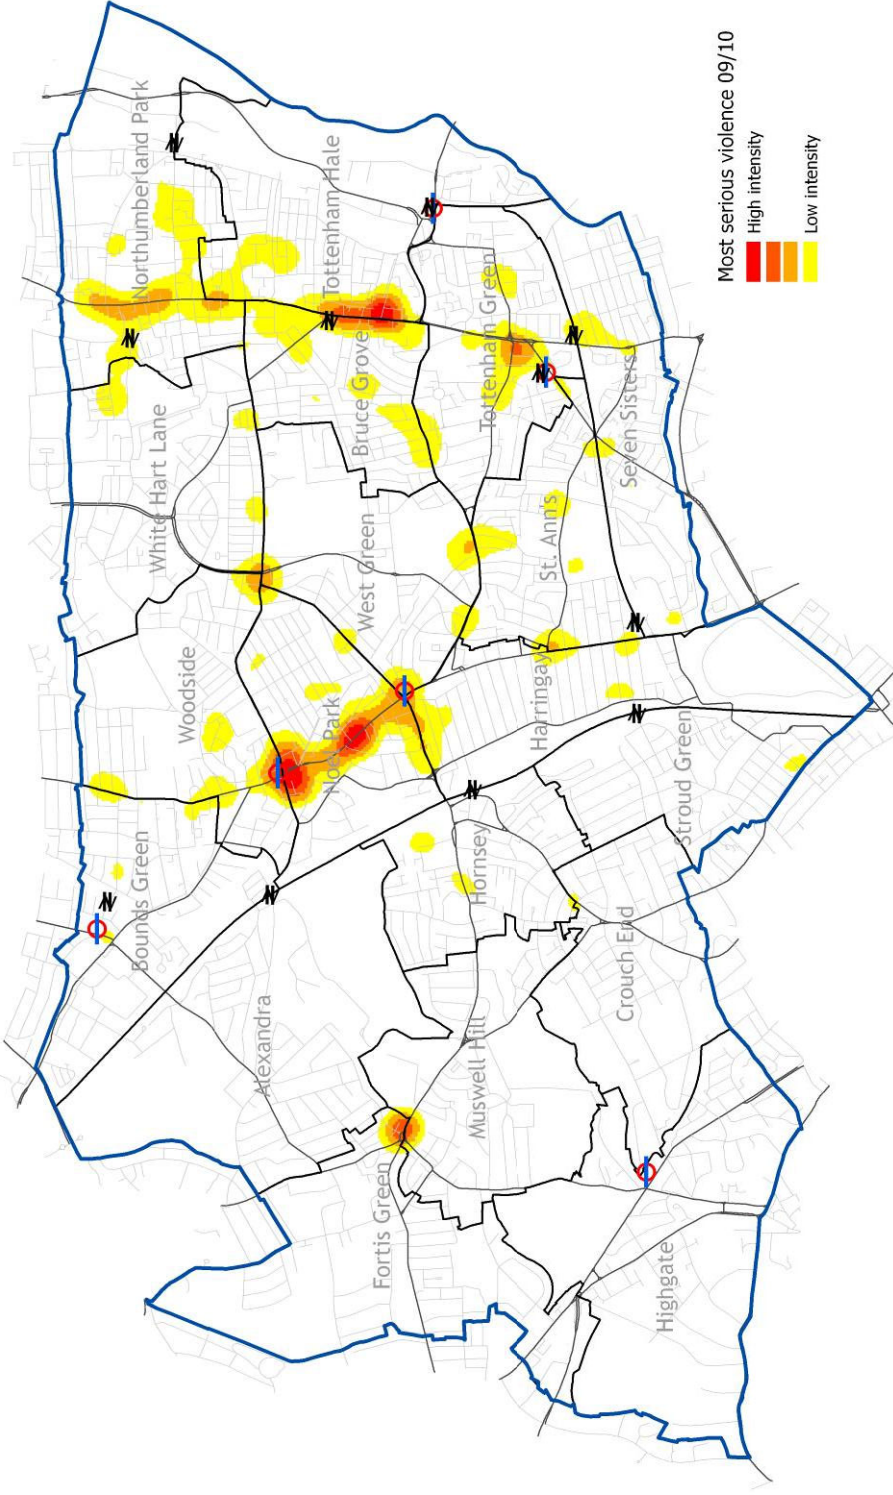 Bounds Green
Northumberland Park
White Hart Lane
Woodside
Alexandra
Noel Park
Tottenham Hale
Bruce Grove
West Green
Fortis Green
Muswell Hill
Hornsey
Tottenham Green
Harringay
St. Ann's
Crouch End
Seven Sisters
Highgate
Stroud Green
Most serious violence 09/10
High intensity
Low intensity